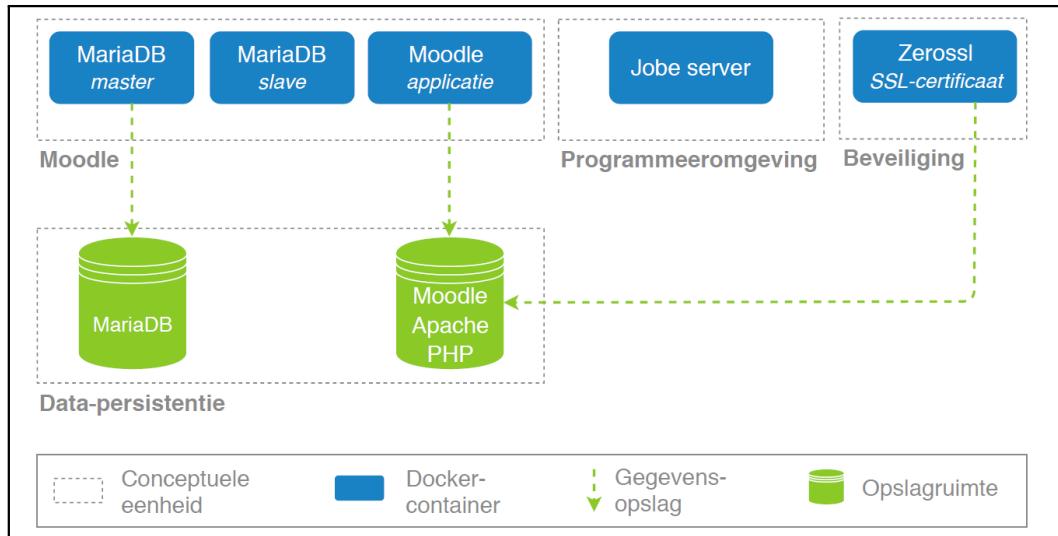 MariaDB
master
MariaDB
slave
Moodle
applicatie
Jobe server
Zerossl
SSL-certificaat
Moodle
Programmeeromgeving
Beveiliging
MariaDB
Moodle
Apache
PHP
Data-persistentie
Conceptuele
eenheid
Docker-
container
Gegevens-
opslag
Opslagruimte